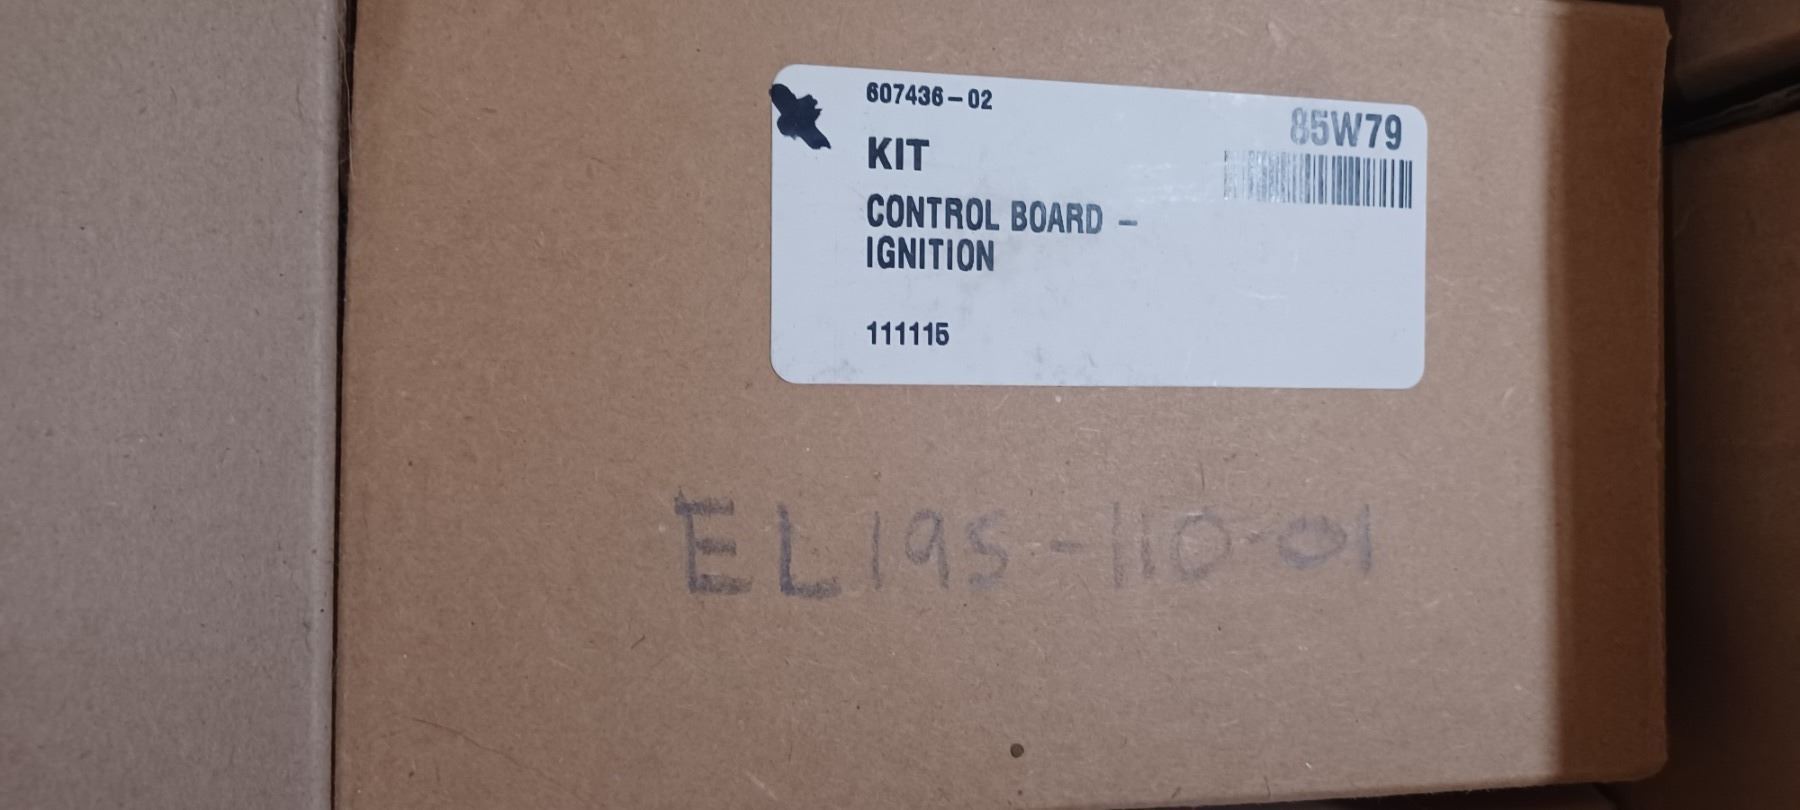 607436-02
85W79
KIT
CONTROL BOARD -
IGNITION
111115
EL195-110-01